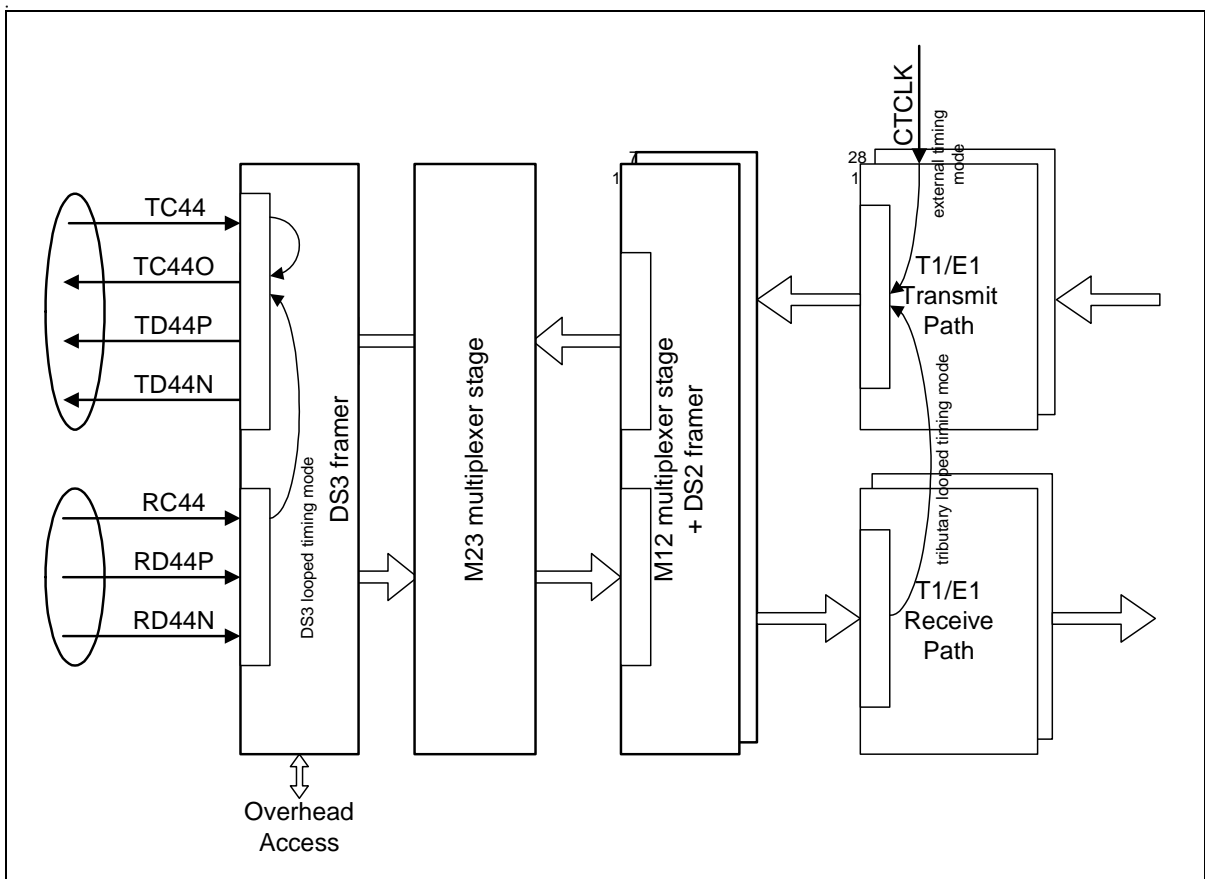 CTCLK
external timing
mode
28
1
1
TC44
TC44O
TD44P
TD44N
RC44
RD44P
RD44N
DS3 looped timing mode
DS3 framer
M23 multiplexer stage
M12 multiplexer stage
+ DS2 framer
T1/E1
Transmit
Path
tributary looped timing mode
T1/E1
Receive
Path
Overhead
Access